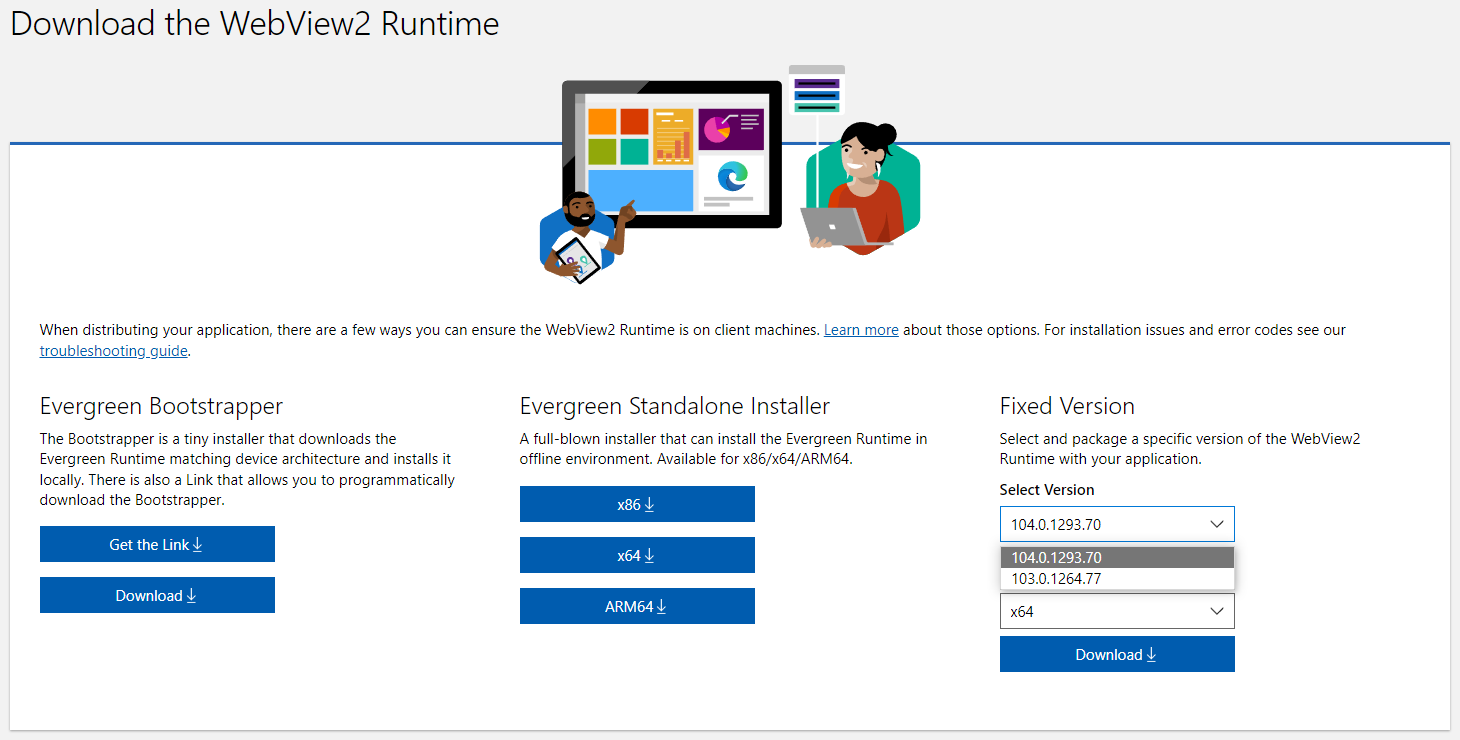 Download the WebView2 Runtime
When distributing your application, there are a few ways you can ensure the WebView2 Runtime is on client machines. Learn more about those options. For installation issues and error codes see our
troubleshooting guide.
Evergreen Bootstrapper
The Bootstrapper is a tiny installer that downloads the
Evergreen Runtime matching device architecture and installs it
locally. There is also a Link that allows you to programmatically
download the Bootstrapper.
Get the Link
Download
Evergreen Standalone Installer
A full-blown installer that can install the Evergreen Runtime in
offline environment. Available for x86/x64/ARM64.
x86
x64
ARM64
Fixed Version
Select and package a specific version of the WebView2
Runtime with your application.
Select Version
104.0.1293.70
104.0.1293.70
103.0.1264.77
x64
Download